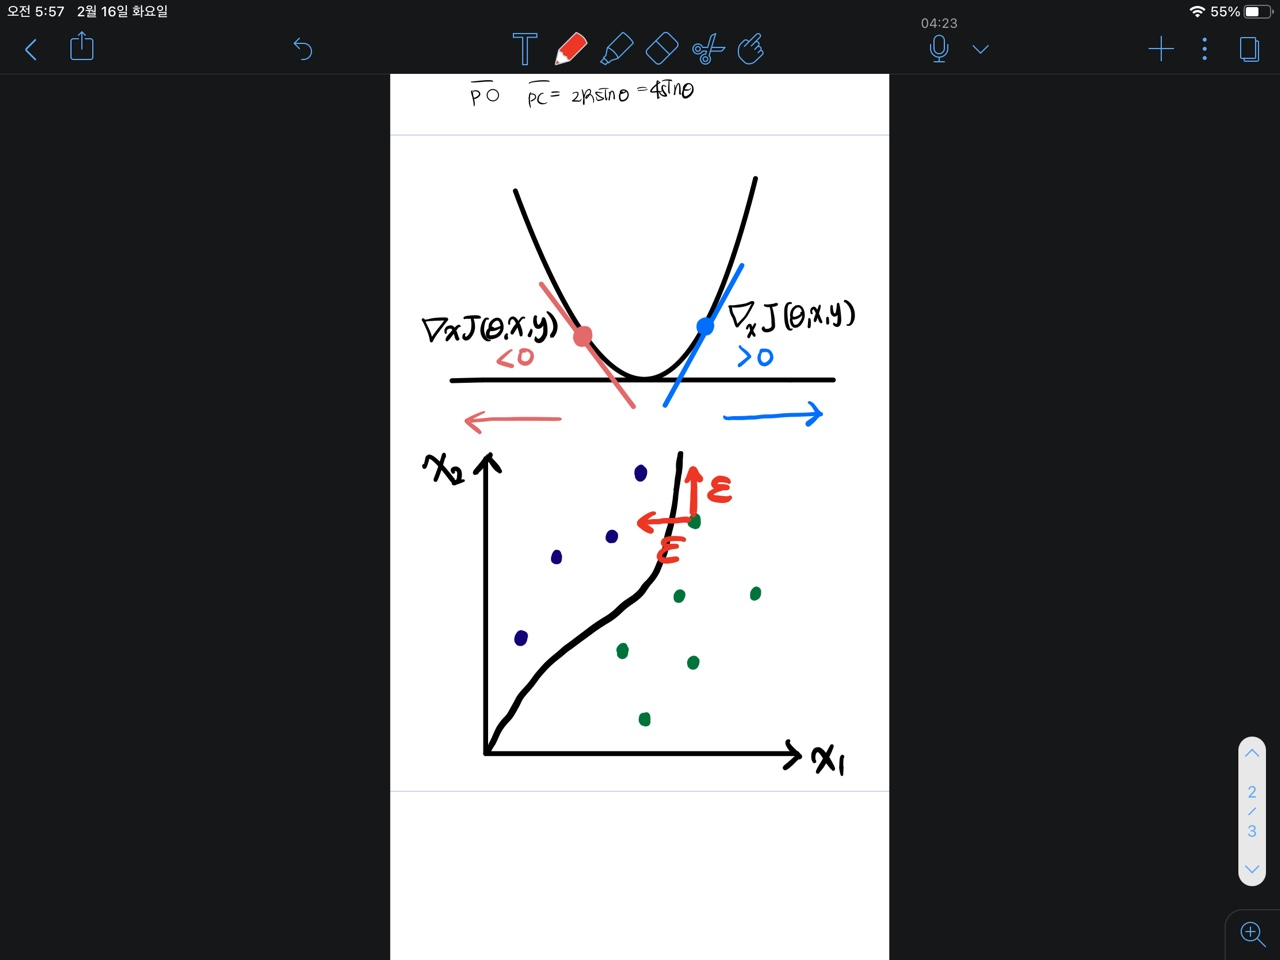 오전 5:57 2월 16일 화요일
55%
04:23
T
PO PC = 2Rsinθ = 4sinθ
∇xJ(θ,x,y)
<0
∇xJ(θ,x,y)
>0
x₂
ε
ε
x₁
2
/
3